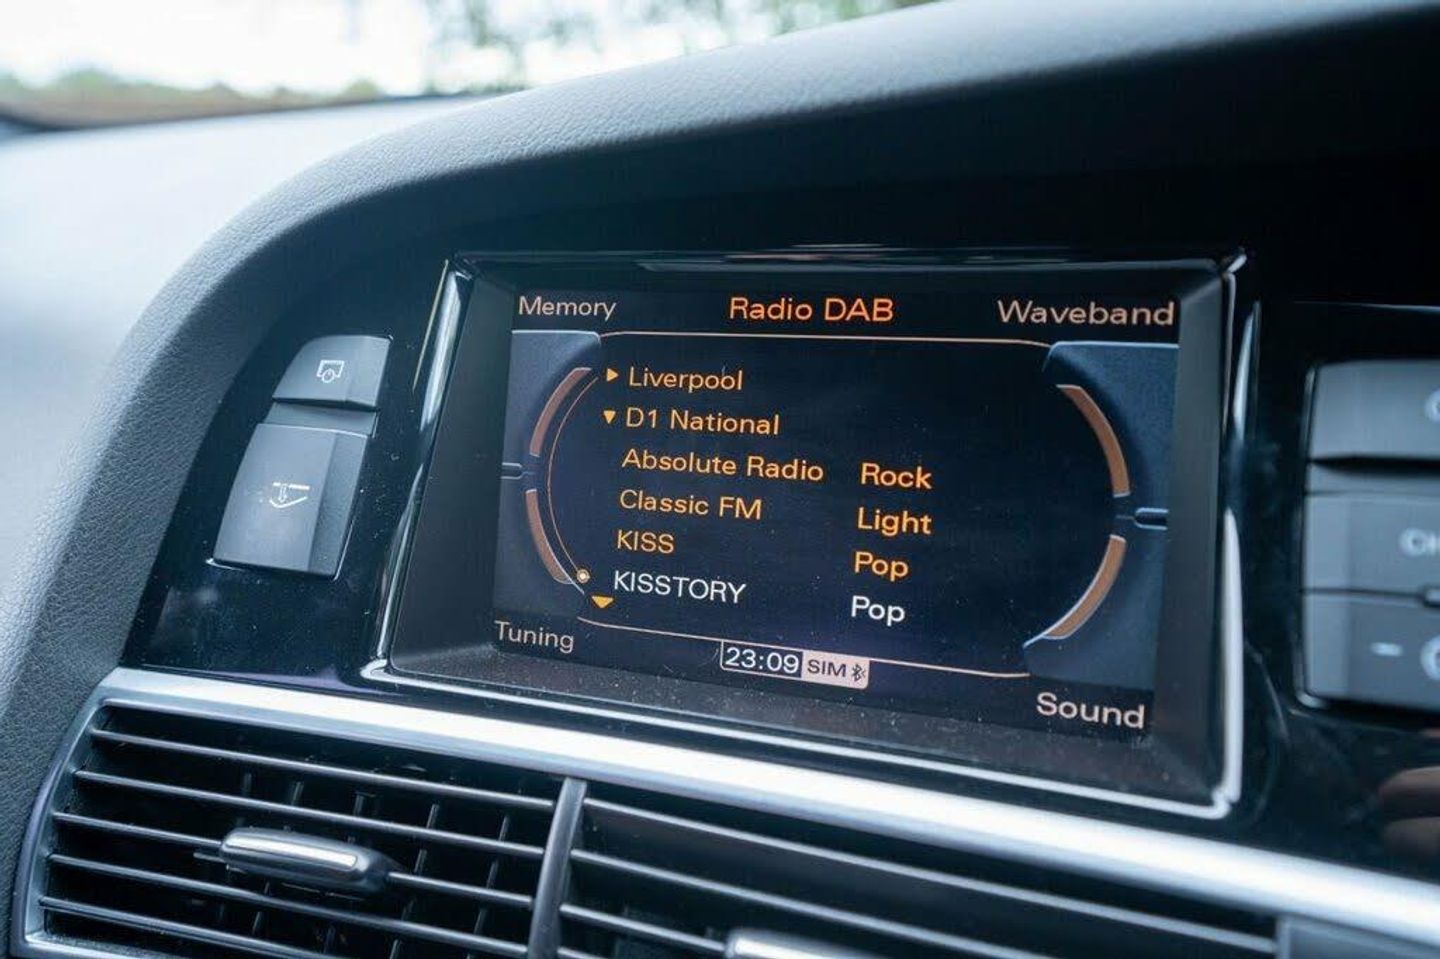 Memory Radio DAB Waveband
Liverpool
D1 National
Absolute Radio Rock
Classic FM Light
KISS Pop
KISSTORY Pop
Tuning 23:09 SIM Sound